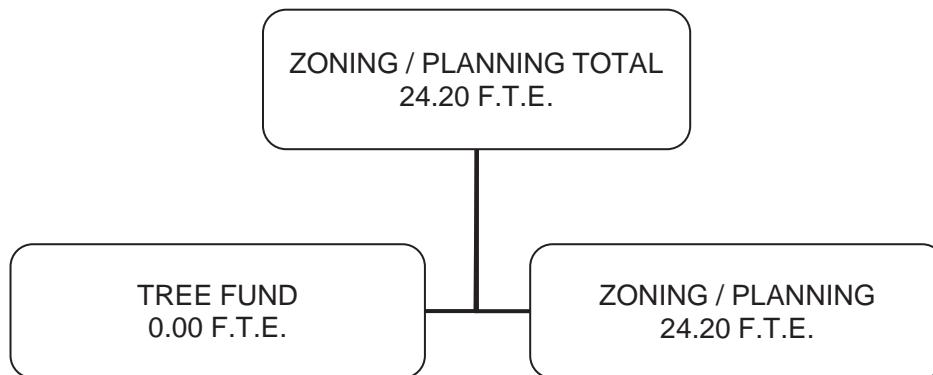 ZONING / PLANNING TOTAL
24.20 F.T.E.
TREE FUND
0.00 F.T.E.
ZONING / PLANNING
24.20 F.T.E.